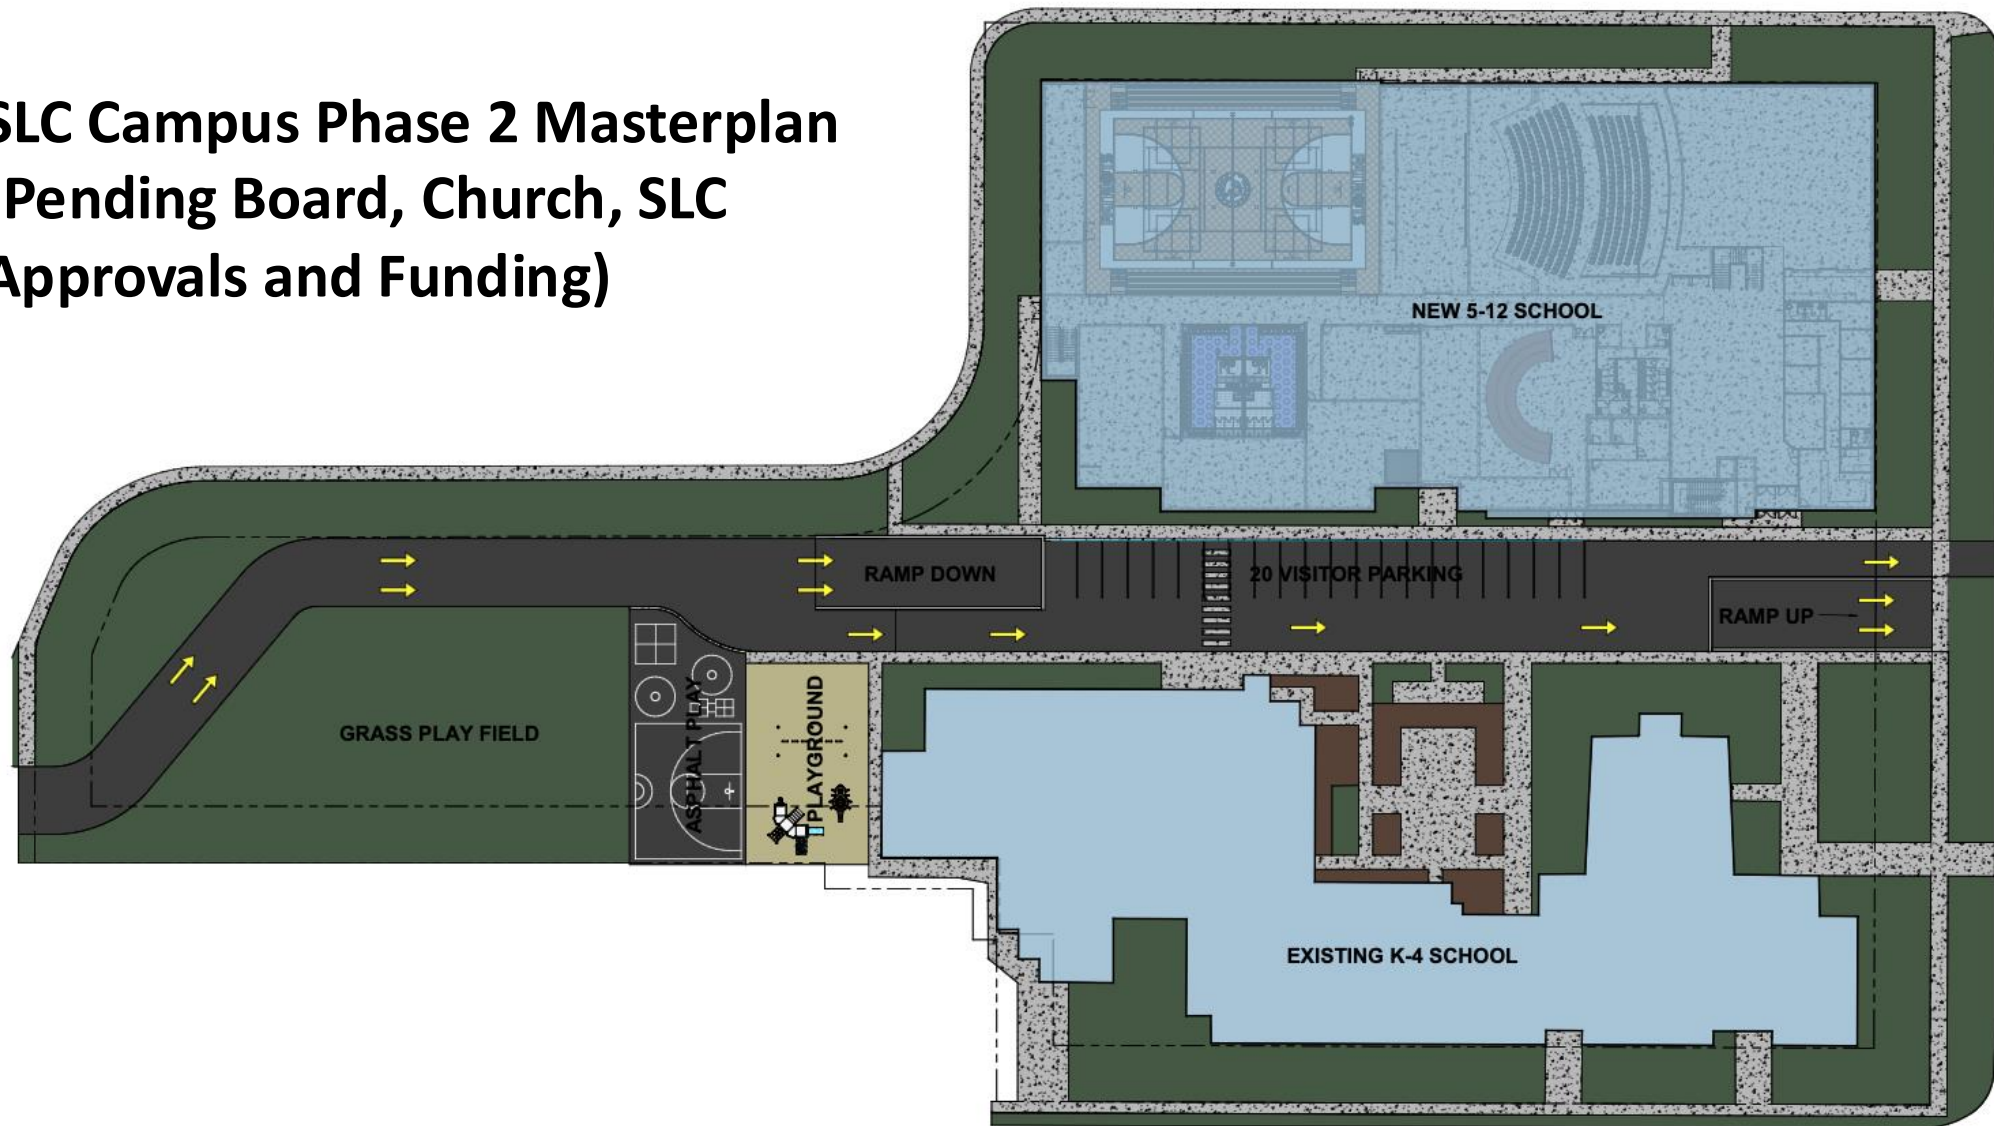 SLC Campus Phase 2 Masterplan
(Pending Board, Church, SLC
Approvals and Funding)
NEW 5-12 SCHOOL
RAMP DOWN
20 VISITOR PARKING
RAMP UP
GRASS PLAY FIELD
ASPHALT PLAY
PLAYGROUND
EXISTING K-4 SCHOOL